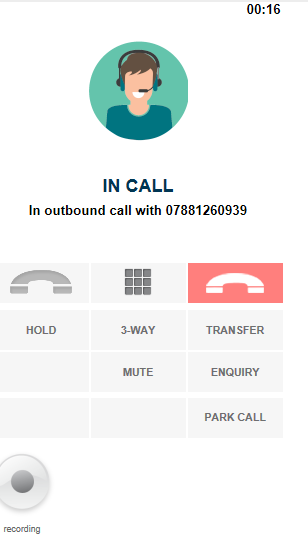 00:16
IN CALL
In outbound call with 07881260939
HOLD 3-WAY TRANSFER
MUTE ENQUIRY
PARK CALL
recording